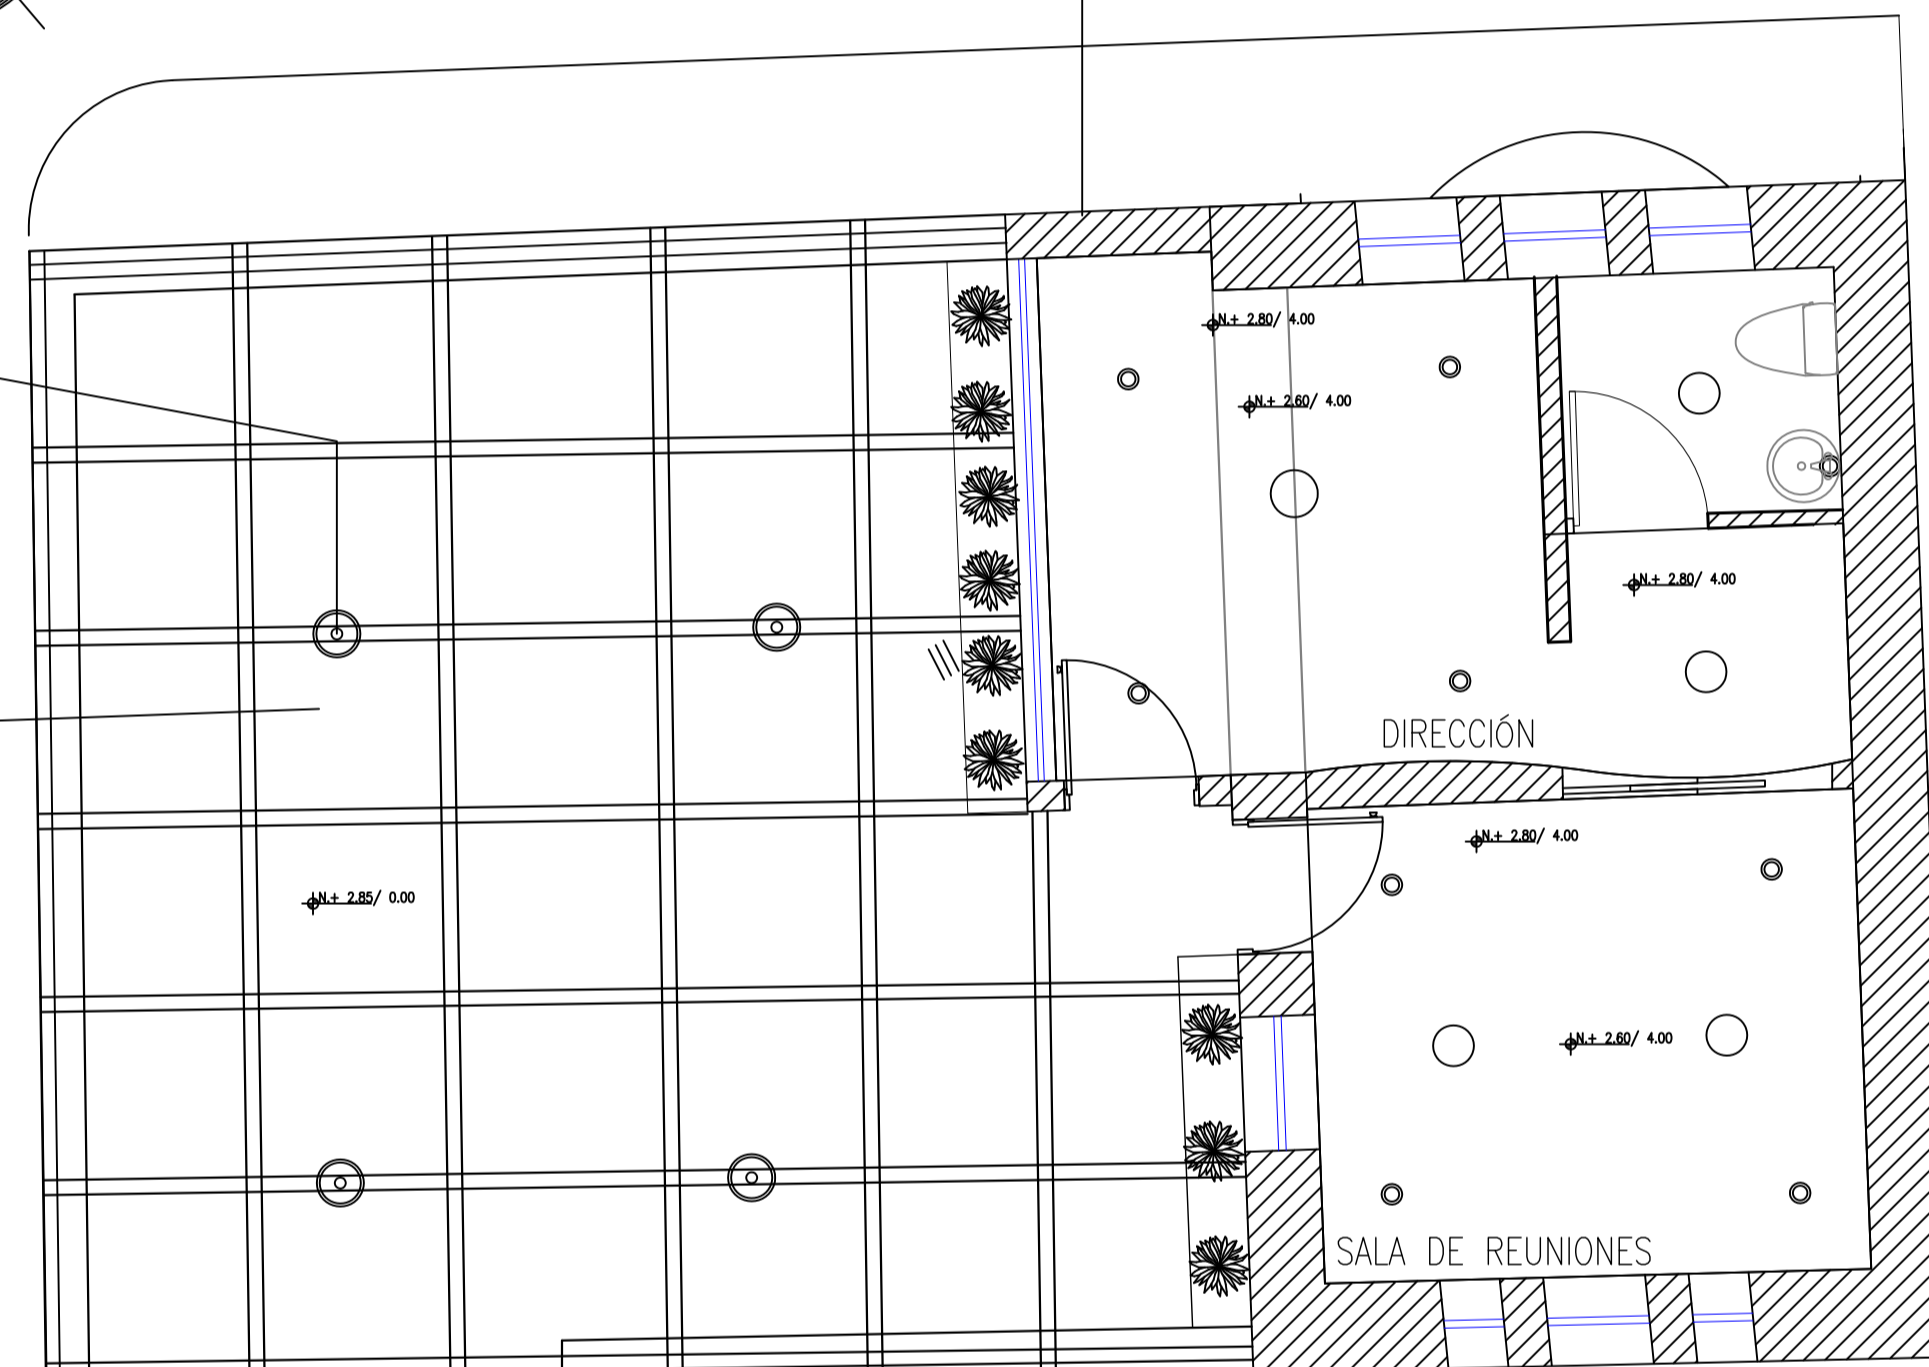 N.+ 2.80/ 4.00
N.+ 2.60/ 4.00
N.+ 2.80/ 4.00
DIRECCIÓN
N.+ 2.80/ 4.00
N.+ 2.85/ 0.00
N.+ 2.60/ 4.00
SALA DE REUNIONES